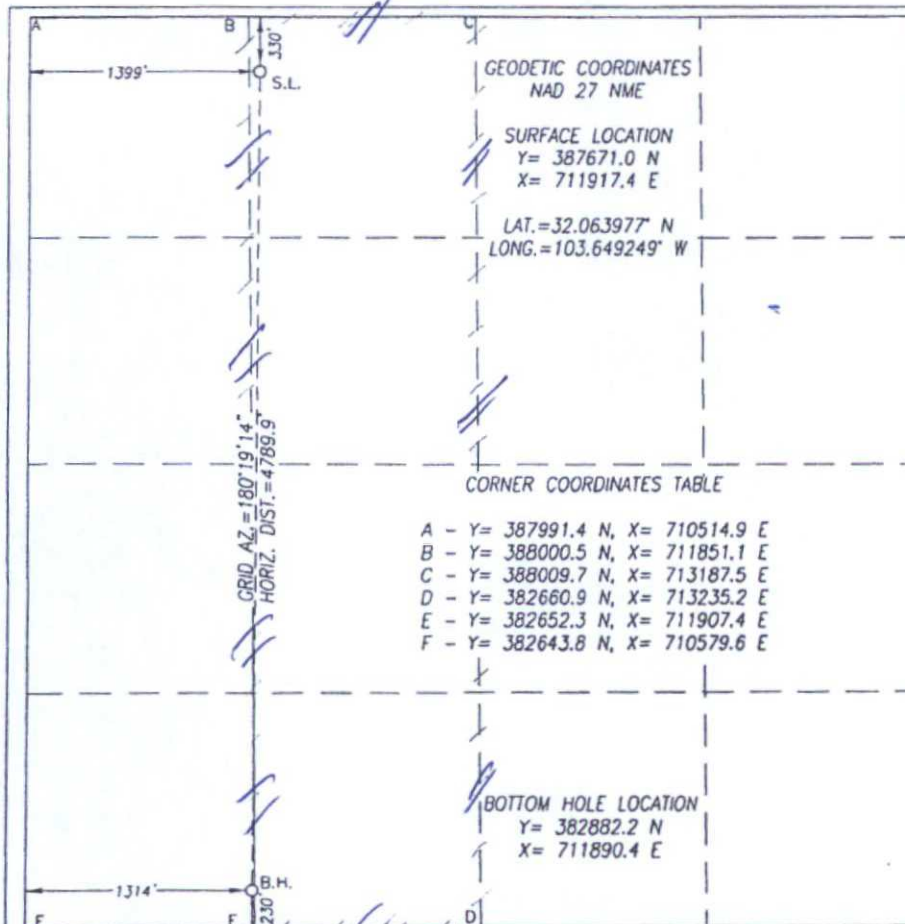 A B C
330'
1399'
S.L.
GEODETIC COORDINATES
NAD 27 NME
SURFACE LOCATION
Y= 387671.0 N
X= 711917.4 E
LAT.=32.063977° N
LONG.=103.649249° W
GRID AZ.=180°19'14"
HORIZ. DIST.=4789.9'
CORNER COORDINATES TABLE
A - Y= 387991.4 N, X= 710514.9 E
B - Y= 388000.5 N, X= 711851.1 E
C - Y= 388009.7 N, X= 713187.5 E
D - Y= 382660.9 N, X= 713235.2 E
E - Y= 382652.3 N, X= 711907.4 E
F - Y= 382643.8 N, X= 710579.6 E
BOTTOM HOLE LOCATION
Y= 382882.2 N
X= 711890.4 E
1314'
B.H.
230'
D